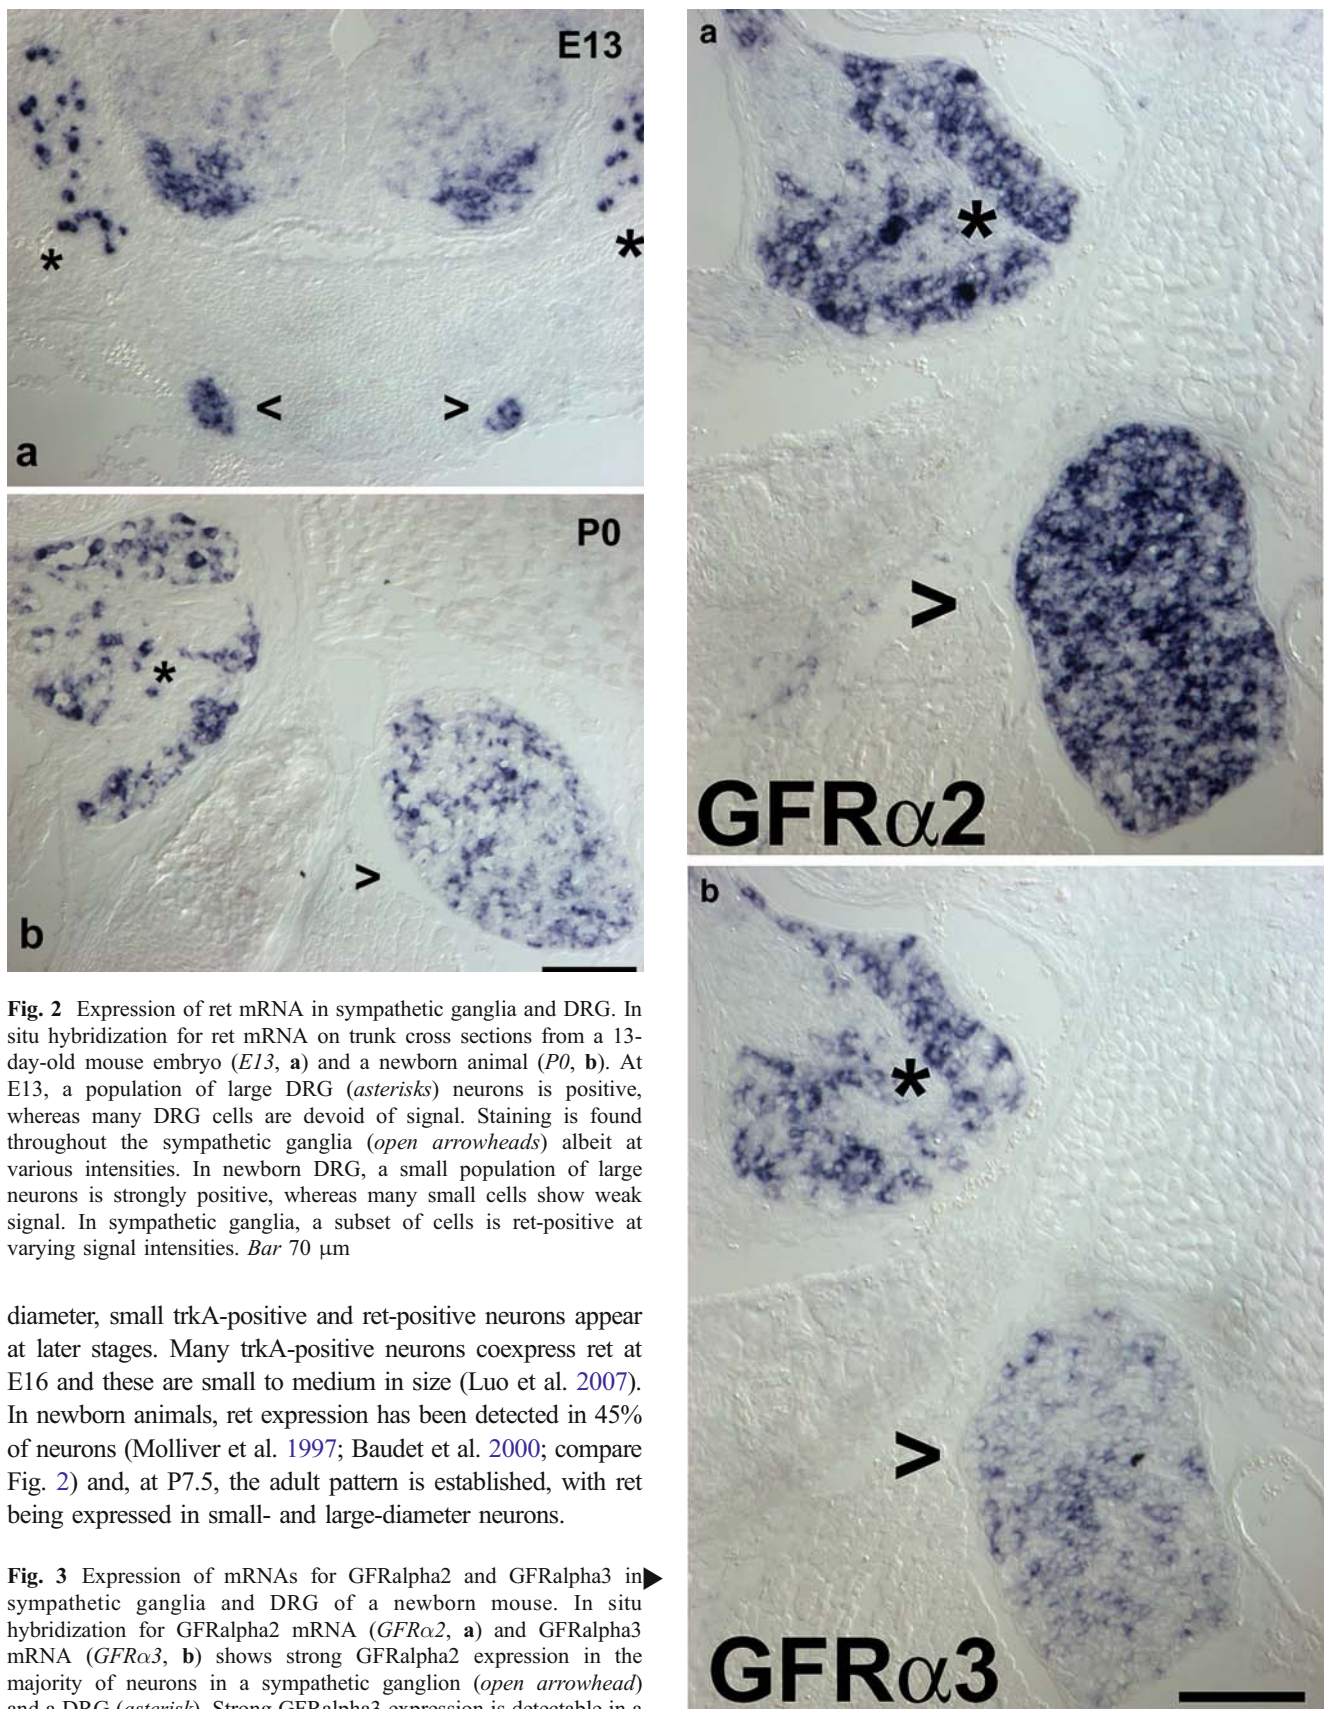 E13
*
*
< >
a
P0
*
>
b
Fig. 2 Expression of ret mRNA in sympathetic ganglia and DRG. In
situ hybridization for ret mRNA on trunk cross sections from a 13-
day-old mouse embryo (E13, a) and a newborn animal (P0, b). At
E13, a population of large DRG (asterisks) neurons is positive,
whereas many DRG cells are devoid of signal. Staining is found
throughout the sympathetic ganglia (open arrowheads) albeit at
various intensities. In newborn DRG, a small population of large
neurons is strongly positive, whereas many small cells show weak
signal. In sympathetic ganglia, a subset of cells is ret-positive at
varying signal intensities. Bar 70 μm
diameter, small trkA-positive and ret-positive neurons appear
at later stages. Many trkA-positive neurons coexpress ret at
E16 and these are small to medium in size (Luo et al. 2007).
In newborn animals, ret expression has been detected in 45%
of neurons (Molliver et al. 1997; Baudet et al. 2000; compare
Fig. 2) and, at P7.5, the adult pattern is established, with ret
being expressed in small- and large-diameter neurons.
Fig. 3 Expression of mRNAs for GFRalpha2 and GFRalpha3 in▶
sympathetic ganglia and DRG of a newborn mouse. In situ
hybridization for GFRalpha2 mRNA (GFRα2, a) and GFRalpha3
mRNA (GFRα3, b) shows strong GFRalpha2 expression in the
majority of neurons in a sympathetic ganglion (open arrowhead)
and a DRG (asterisk). Strong GFRalpha3 expression is detectable in a
a
*
>
GFRα2
b
*
>
GFRα3